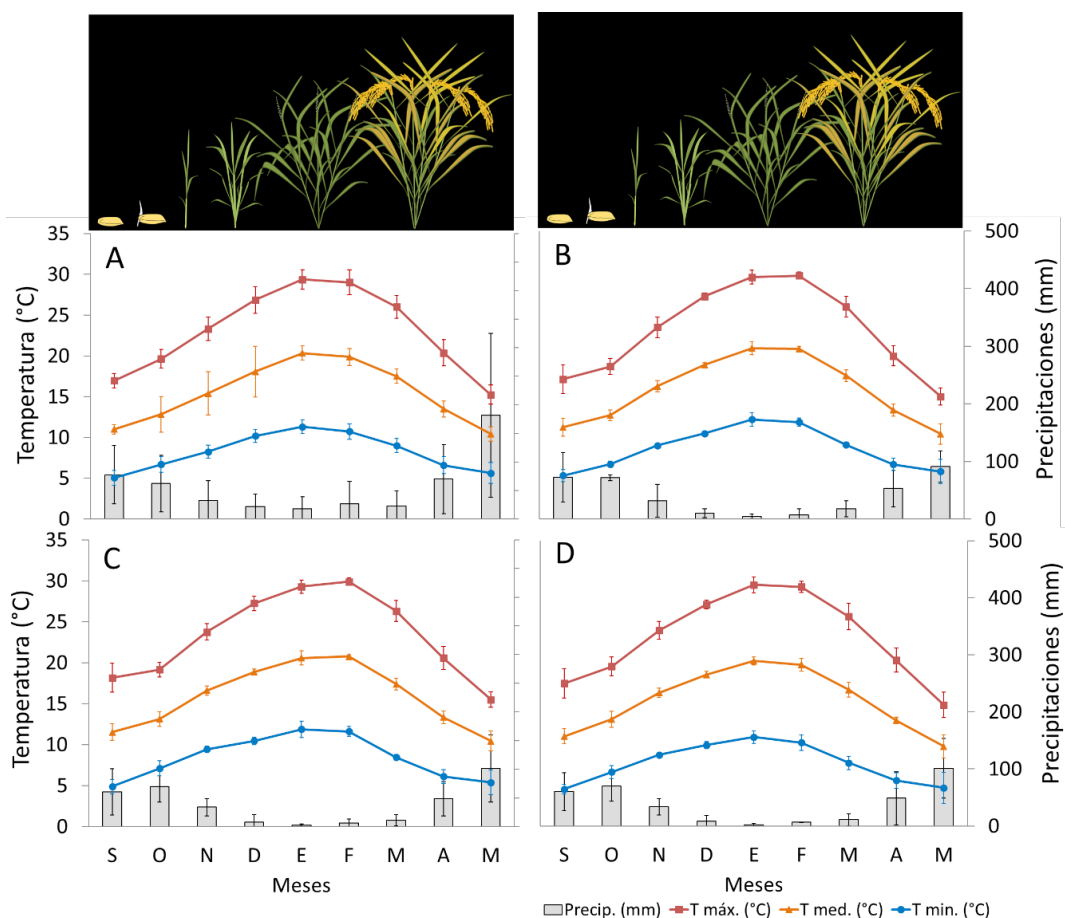 A
B
Temperatura (°C)
35
30
25
20
15
10
5
0
500
400
300
200
100
0
Precipitaciones (mm)
C
D
Temperatura (°C)
35
30
25
20
15
10
5
0
500
400
300
200
100
0
Precipitaciones (mm)
S O N D E F M A M
S O N D E F M A M
Meses
Meses
Precip. (mm) T máx. (°C) T med. (°C) T min. (°C)